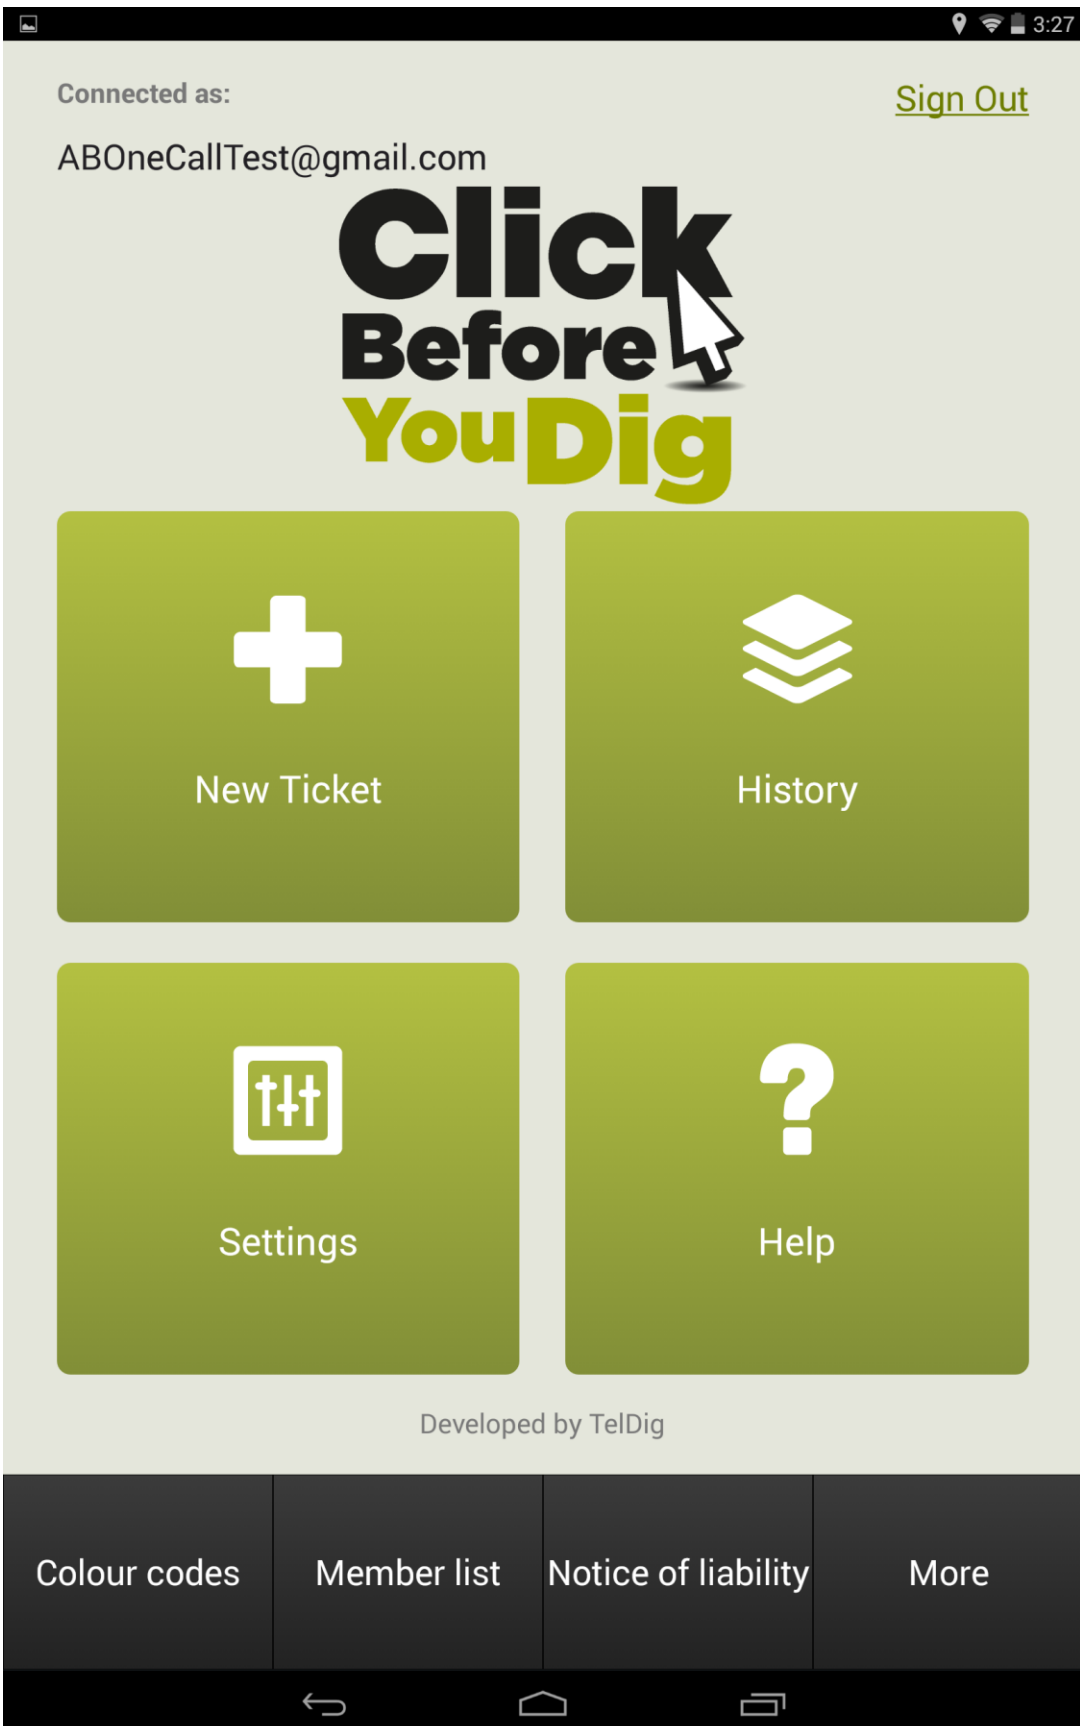 3:27
Connected as:
Sign Out
ABOneCallTest@gmail.com
Click
Before
You Dig
New Ticket
History
Settings
Help
Developed by TelDig
Colour codes
Member list
Notice of liability
More